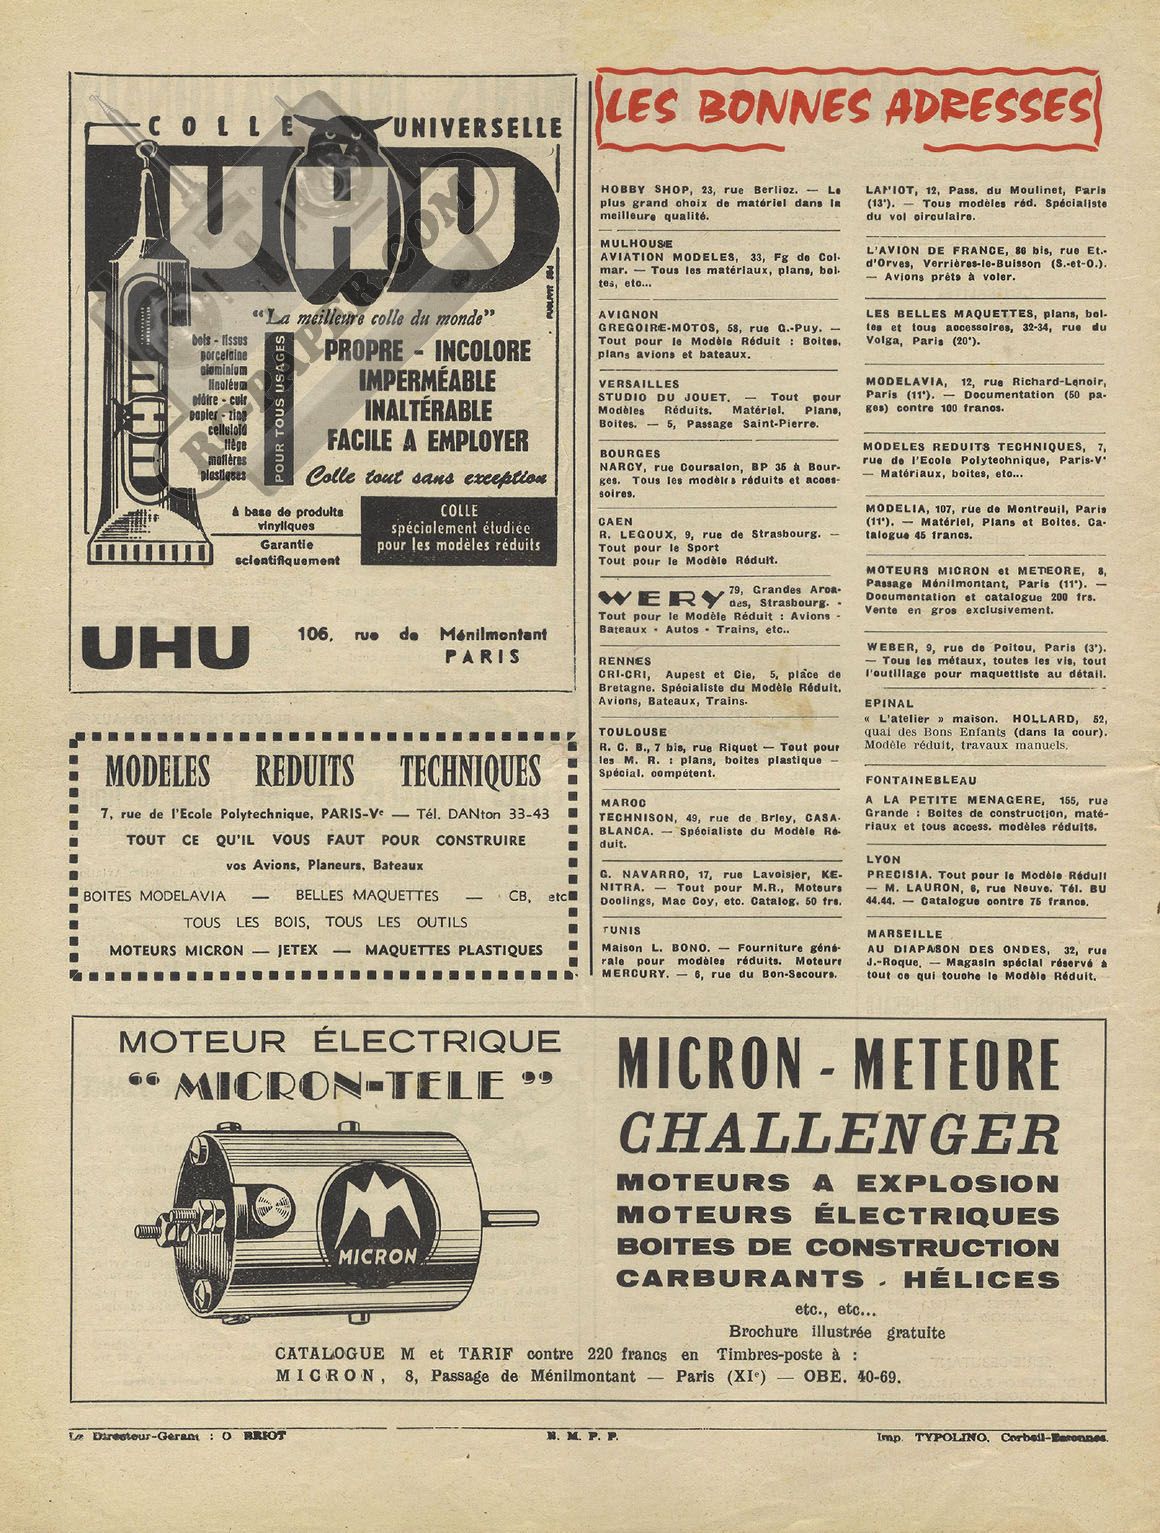 COLLE UNIVERSELLE
UHU
"La meilleure colle du monde"
bois - tissus
porcelaine
aluminium
linoléum
plâtre - cuir
papier - zinc
celluloïd
liège
matières
plastiques
POUR TOUS USAGES
PROPRE - INCOLORE
IMPERMÉABLE
INALTÉRABLE
FACILE A EMPLOYER
Colle tout sans exception
à base de produits
vinyliques
Garantie
scientifiquement
COLLE
spécialement étudiée
pour les modèles réduits
UHU
106, rue de Ménilmontant
PARIS
MODELES REDUITS TECHNIQUES
7, rue de l'Ecole Polytechnique, PARIS-Vᵉ — Tél. DANton 33-43
TOUT CE QU'IL VOUS FAUT POUR CONSTRUIRE
vos Avions, Planeurs, Bateaux
BOITES MODELAVIA — BELLES MAQUETTES — CB, etc
TOUS LES BOIS, TOUS LES OUTILS
MOTEURS MICRON — JETEX — MAQUETTES PLASTIQUES
LES BONNES ADRESSES
HOBBY SHOP, 23, rue Berlioz. — Le
plus grand choix de matériel dans la
meilleure qualité.
MULHOUSE
AVIATION MODELES, 33, Fg de Col-
mar. — Tous les matériaux, plans, boî-
tes, etc...
AVIGNON
GREGOIRE-MOTOS, 58, rue G.-Puy. —
Tout pour le Modèle Réduit : Boites,
plans avions et bateaux.
VERSAILLES
STUDIO DU JOUET. — Tout pour
Modèles Réduits. Matériel. Plans,
Boites. — 5, Passage Saint-Pierre.
BOURGES
NARCY, rue Coursalon, BP 35 à Bour-
ges. Tous les modèles réduits et acces-
soires.
CAEN
R. LEGOUX, 9, rue de Strasbourg. —
Tout pour le Sport
Tout pour le Modèle Réduit.
WERY 79, Grandes Arca-
des, Strasbourg. -
Tout pour le Modèle Réduit : Avions -
Bateaux - Autos - Trains, etc..
RENNES
CRI-CRI, Aupest et Cie, 5, place de
Bretagne. Spécialiste du Modèle Réduit,
Avions, Bateaux, Trains.
TOULOUSE
R. C. B., 7 bis, rue Riquet — Tout pour
les M. R. : plans, boites plastique —
Spécial. compétent.
MAROC
TECHNISON, 49, rue de Briey, CASA-
BLANCA. — Spécialiste du Modèle Ré-
duit.
G. NAVARRO, 17, rue Lavoisier, KE-
NITRA. — Tout pour M.R., Moteurs
Doolings, Mac Coy, etc. Catalog. 50 frs.
TUNIS
Maison L. BONO. — Fourniture géné-
rale pour modèles réduits. Moteurs
MERCURY. — 6, rue du Bon-Secours.
LANIOT, 12, Pass. du Moulinet, Paris
(13ᵉ). — Tous modèles réd. Spécialiste
du vol circulaire.
L'AVION DE FRANCE, 86 bis, rue Et.-
d'Orves, Verrières-le-Buisson (S.-et-O.).
— Avions prêts à voler.
LES BELLES MAQUETTES, plans, boî-
tes et tous accessoires, 32-34, rue du
Volga, Paris (20ᵉ).
MODELAVIA, 12, rue Richard-Lenoir,
Paris (11ᵉ). — Documentation (50 pa-
ges) contre 100 francs.
MODELES REDUITS TECHNIQUES, 7,
rue de l'Ecole Polytechnique, Paris-Vᵉ
— Matériaux, boites, etc...
MODELIA, 107, rue de Montreuil, Paris
(11ᵉ). — Matériel, Plans et Boites. Ca-
talogue 45 francs.
MOTEURS MICRON et METEORE, 8,
Passage Ménilmontant, Paris (11ᵉ). —
Documentation et catalogue 200 frs.
Vente en gros exclusivement.
WEBER, 9, rue de Poitou, Paris (3ᵉ).
— Tous les métaux, toutes les vis, tout
l'outillage pour maquettiste au détail.
EPINAL
« L'atelier » maison. HOLLARD, 52,
quai des Bons Enfants (dans la cour).
Modèle réduit, travaux manuels.
FONTAINEBLEAU
A LA PETITE MENAGERE, 155, rue
Grande : Boites de construction, maté-
riaux et tous access. modèles réduits.
LYON
PRECISIA. Tout pour le Modèle Réduit
— M. LAURON, 6, rue Neuve. Tél. BU
44.44. — Catalogue contre 75 francs.
MARSEILLE
AU DIAPASON DES ONDES, 32, rue
J.-Roque. — Magasin spécial réservé à
tout ce qui touche le Modèle Réduit.
MOTEUR ÉLECTRIQUE
" MICRON-TELE "
MICRON
MICRON - METEORE
CHALLENGER
MOTEURS A EXPLOSION
MOTEURS ÉLECTRIQUES
BOITES DE CONSTRUCTION
CARBURANTS - HÉLICES
etc., etc...
Brochure illustrée gratuite
CATALOGUE M et TARIF contre 220 francs en Timbres-poste à :
MICRON, 8, Passage de Ménilmontant — Paris (XIᵉ) — OBE. 40-69.
Le Directeur-Gérant : O. BRIOT N. M. P. P. Imp. TYPOLINO, Corbeil-Essonnes.